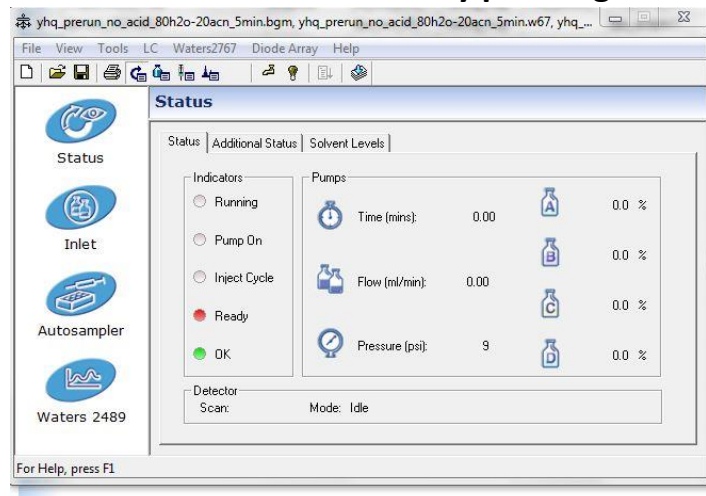 yhq_prerun_no_acid_80h2o-20acn_5min.bgm, yhq_prerun_no_acid_80h2o-20acn_5min.w67, yhq_...
File View Tools LC Waters2767 Diode Array Help
Status
Status
Inlet
Autosampler
Waters 2489
Status Additional Status Solvent Levels
Indicators
Running
Pump On
Inject Cycle
Ready
OK
Pumps
Time (mins): 0.00
Flow (ml/min): 0.00
Pressure (psi): 9
A 0.0 %
B 0.0 %
C 0.0 %
D 0.0 %
Detector
Scan: Mode: Idle
For Help, press F1